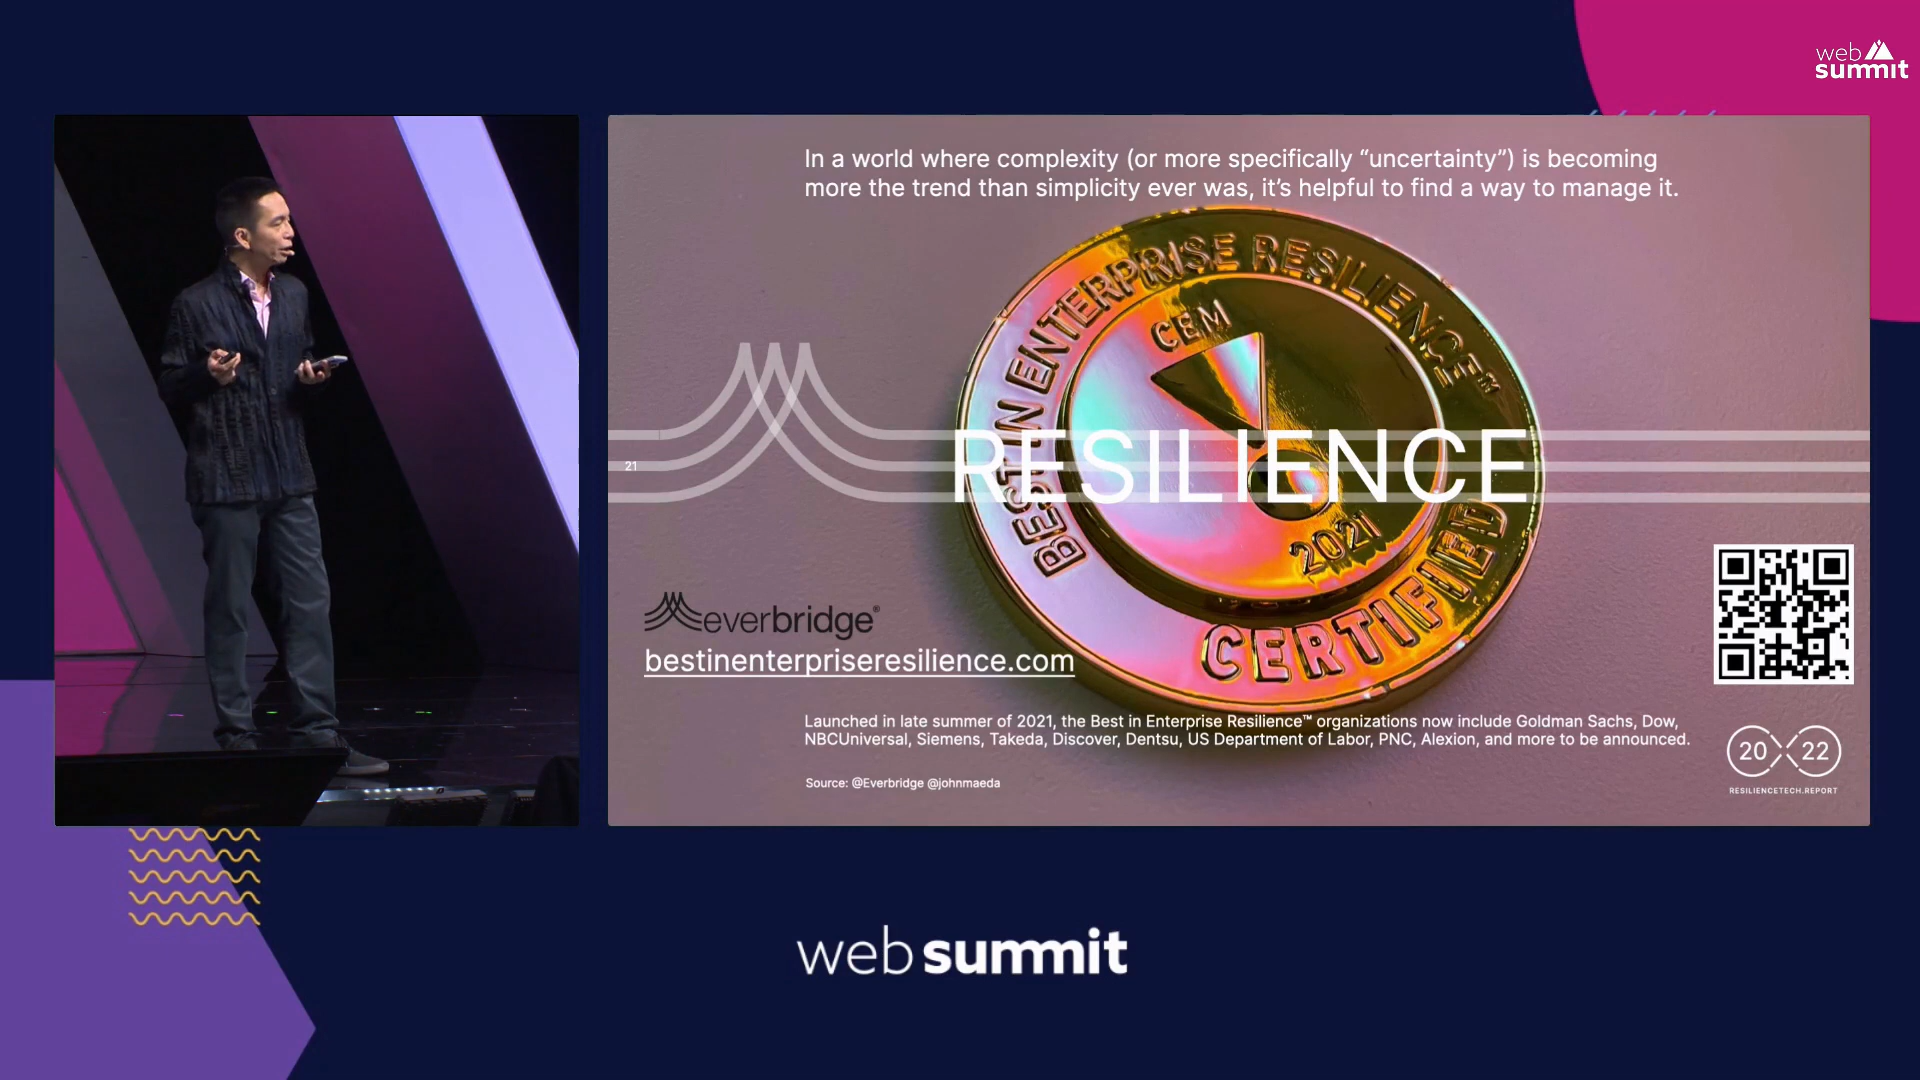 web
summit
In a world where complexity (or more specifically “uncertainty”) is becoming
more the trend than simplicity ever was, it’s helpful to find a way to manage it.
BEST IN ENTERPRISE RESILIENCE™
CEM
21
RESILIENCE
2021
CERTIFIED
everbridge®
bestinenterpriseresilience.com
Launched in late summer of 2021, the Best in Enterprise Resilience™ organizations now include Goldman Sachs, Dow,
NBCUniversal, Siemens, Takeda, Discover, Dentsu, US Department of Labor, PNC, Alexion, and more to be announced.
20 22
Source: @Everbridge @johnmaeda
RESILIENCETECH.REPORT
web summit